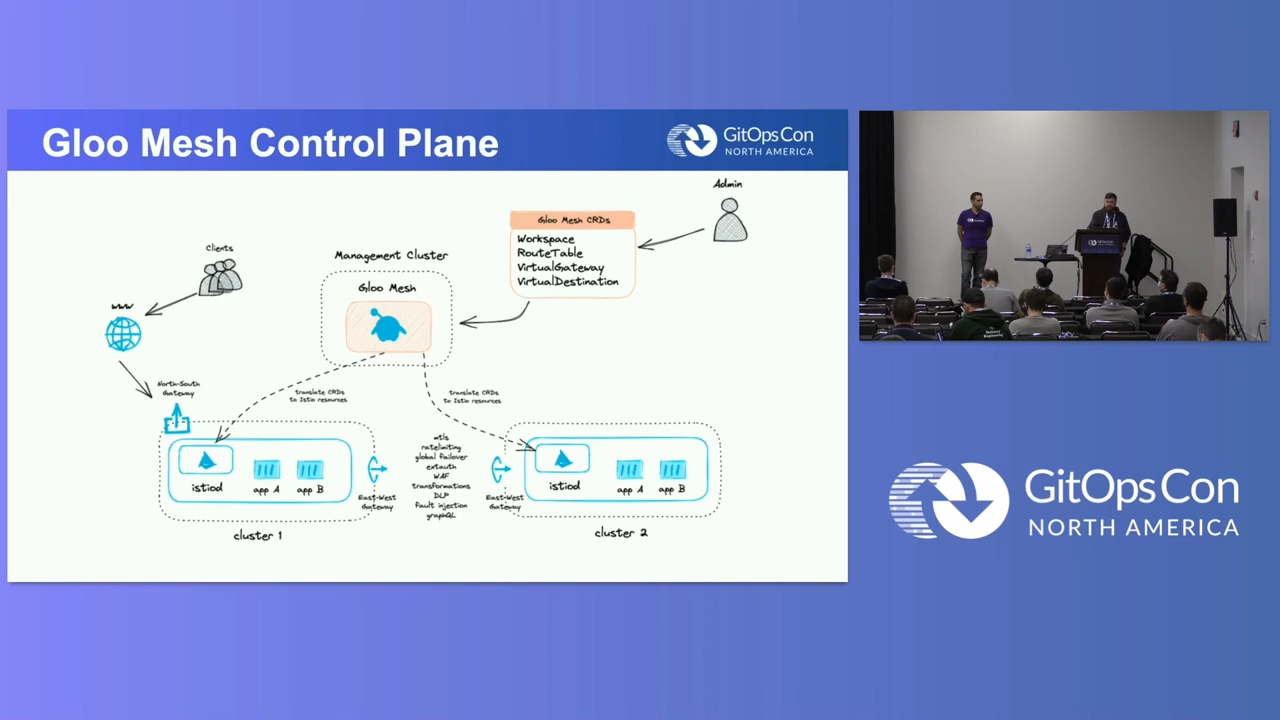 Gloo Mesh Control Plane
GitOpsCon
NORTH AMERICA
Admin
Gloo Mesh CRDs
Workspace
RouteTable
VirtualGateway
VirtualDestination
Clients
Management Cluster
Gloo Mesh
www
North-South
Gateway
translate CRDs
to Istio resources
translate CRDs
to Istio resources
istiod
app A
app B
East-West
Gateway
cluster 1
mtls
ratelimiting
global failover
extauth
WAF
transformations
DLP
fault injection
graphQL
East-West
Gateway
istiod
app A
app B
cluster 2
GitOpsCon
NORTH AMERICA